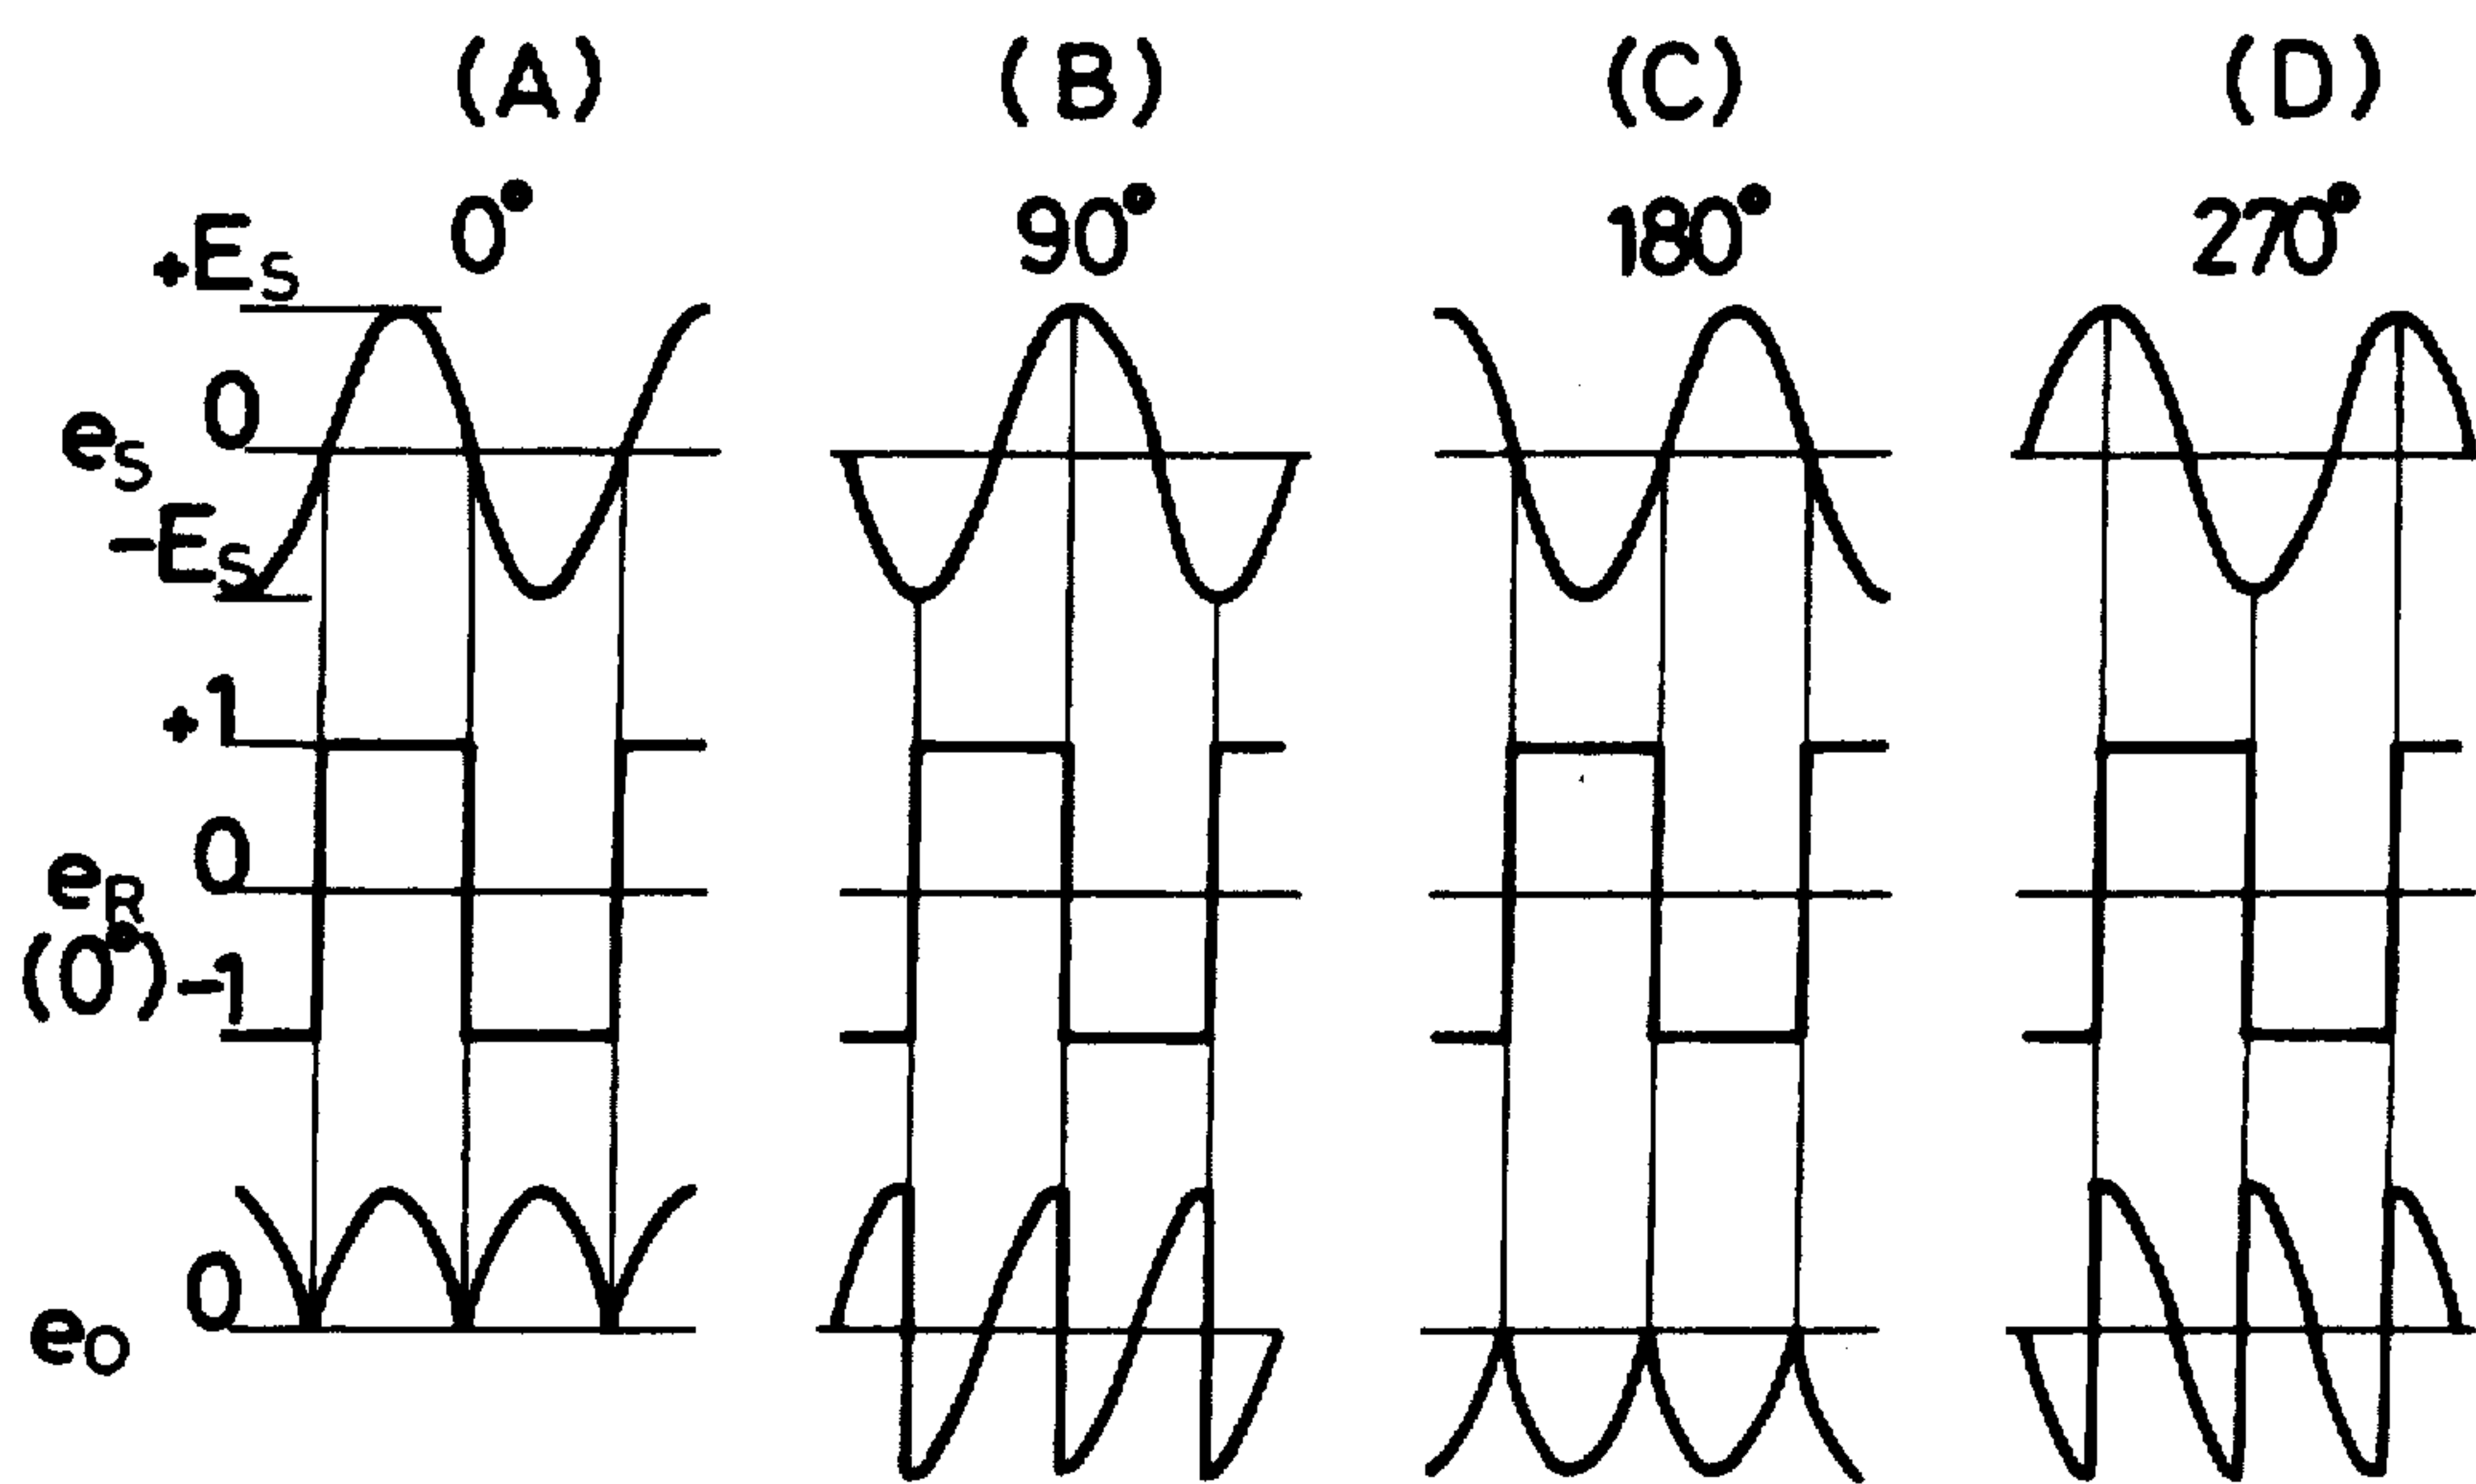 (A) (B) (C) (D)
0° 90° 180° 270°
+Es
0
es
-Es
+1
0
eR
(0°) -1
0
eo